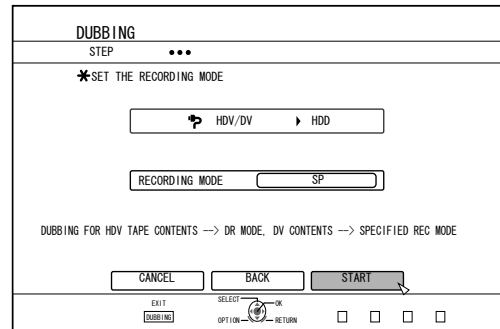 DUBBING
STEP
*SET THE RECORDING MODE
HDV/DV HDD
RECORDING MODE SP
DUBBING FOR HDV TAPE CONTENTS --> DR MODE, DV CONTENTS --> SPECIFIED REC MODE
CANCEL BACK START
EXIT SELECT OK
DUBBING OPTION RETURN